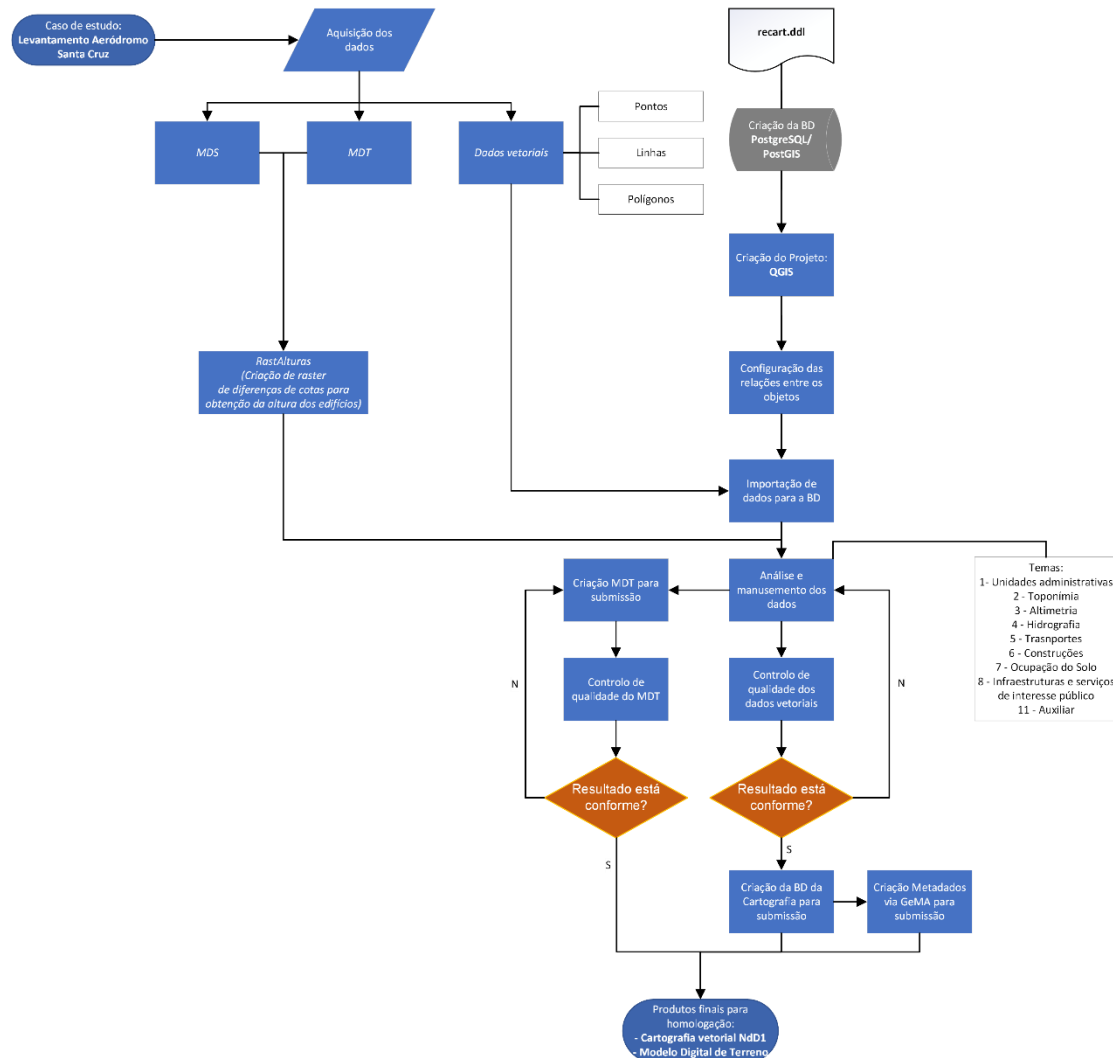 Caso de estudo:
Levantamento Aeródromo
Santa Cruz
Aquisição dos
dados
recart.ddl
MDS
MDT
Dados vetoriais
Pontos
Linhas
Polígonos
Criação da BD
PostgreSQL/
PostGIS
Criação do Projeto:
QGIS
RastAlturas
(Criação de raster
de diferenças de cotas para
obtenção da altura dos edifícios)
Configuração das
relações entre os
objetos
Importação de
dados para a BD
Criação MDT para
submissão
Análise e
manusemento dos
dados
Temas:
1- Unidades administrativas
2 - Toponímia
3 - Altimetria
4 - Hidrografia
5 - Trasnportes
6 - Construções
7 - Ocupação do Solo
8 - Infraestruturas e serviços
de interesse público
11 - Auxiliar
N
Controlo de
qualidade do MDT
Controlo de
qualidade dos
dados vetoriais
N
Resultado está
conforme?
Resultado está
conforme?
S
S
Criação da BD da
Cartografia para
submissão
Criação Metadados
via GeMA para
submissão
Produtos finais para
homologação:
- Cartografia vetorial NdD1
- Modelo Digital de Terreno